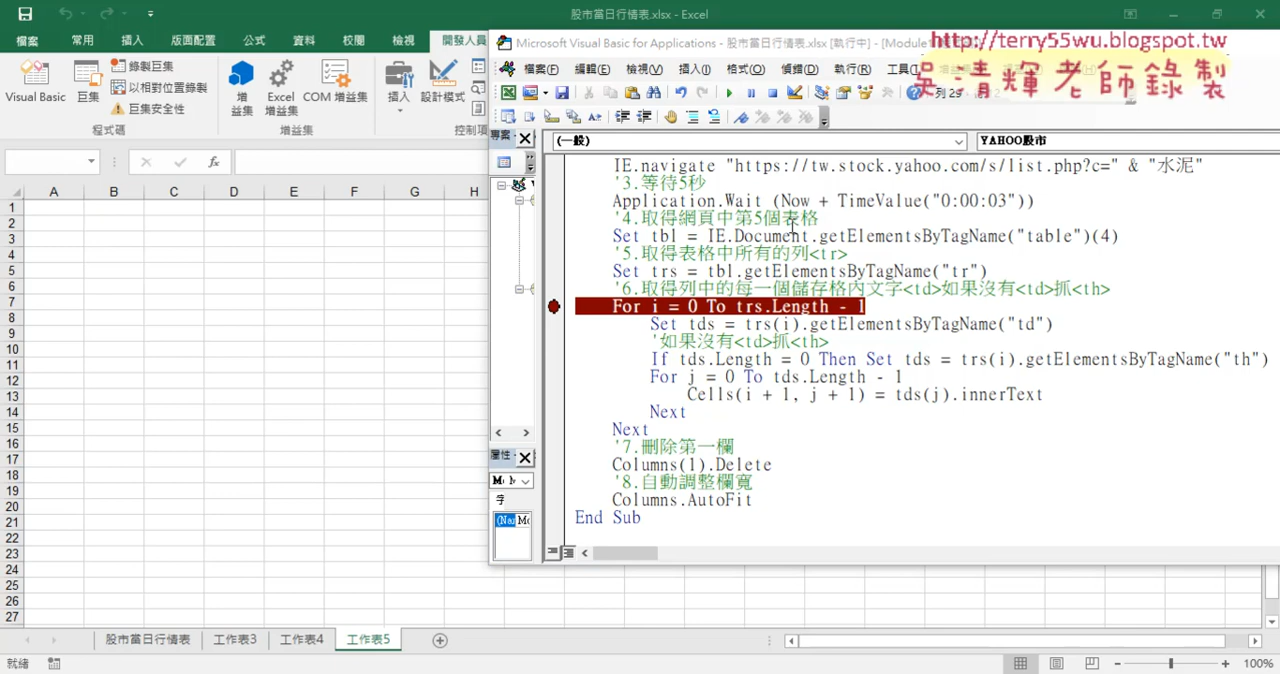 股市當日行情表.xlsx - Excel
檔案 常用 插入 版面配置 公式 資料 校閱 檢視 開發人員
Visual Basic 巨集 錄製巨集 以相對位置錄製 巨集安全性 程式碼
增益集 Excel 增益集 COM 增益集 增益集
插入 設計模式 控制項
Microsoft Visual Basic for Applications - 股市當日行情表.xlsx [執行中] - [Module
http://terry55wu.blogspot.tw
吳清輝老師錄製
檔案(F) 編輯(E) 檢視(V) 插入(I) 格式(O) 偵錯(D) 執行(R) 工具(
列 29,
專案
(一般) YAHOO股市
IE.navigate "https://tw.stock.yahoo.com/s/list.php?c=" & "水泥"
'3.等待5秒
Application.Wait (Now + TimeValue("0:00:03"))
'4.取得網頁中第5個表格
Set tbl = IE.Document.getElementsByTagName("table")(4)
'5.取得表格中所有的列<tr>
Set trs = tbl.getElementsByTagName("tr")
'6.取得列中的每一個儲存格內文字<td>如果沒有<td>抓<th>
For i = 0 To trs.Length - 1
Set tds = trs(i).getElementsByTagName("td")
'如果沒有<td>抓<th>
If tds.Length = 0 Then Set tds = trs(i).getElementsByTagName("th")
For j = 0 To tds.Length - 1
Cells(i + 1, j + 1) = tds(j).innerText
Next
Next
'7.刪除第一欄
Columns(1).Delete
'8.自動調整欄寬
Columns.AutoFit
End Sub
屬性 -
字
(Na Mo
fx
A B C D E F G H
1
2
3
4
5
6
7
8
9
10
11
12
13
14
15
16
17
18
19
20
21
22
23
24
25
26
27
股市當日行情表 工作表3 工作表4 工作表5
就緒 100%